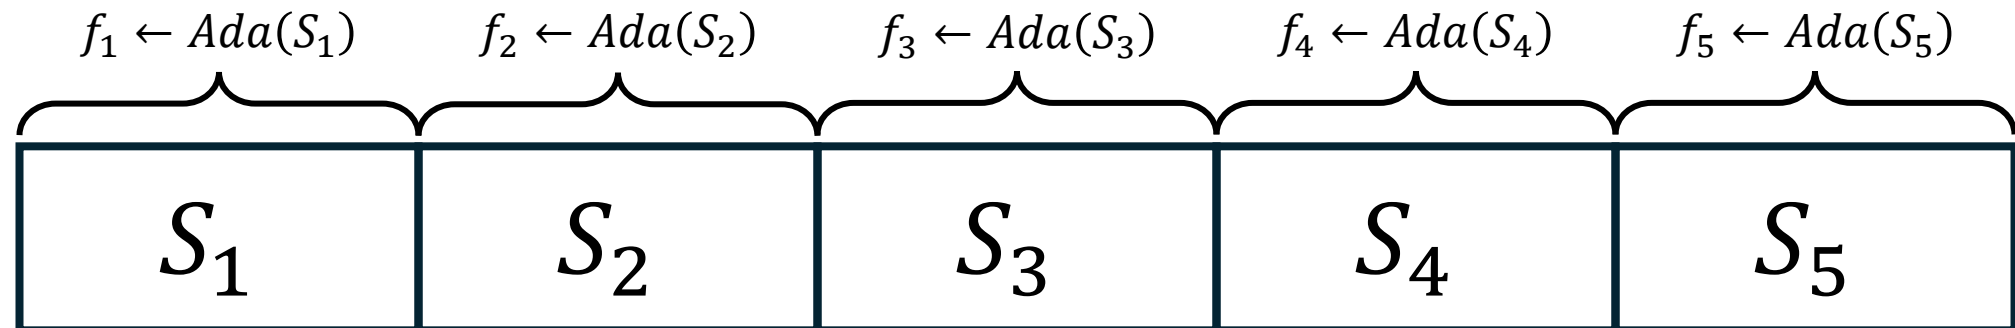 f₁ ← Ada(S₁) f₂ ← Ada(S₂) f₃ ← Ada(S₃) f₄ ← Ada(S₄) f₅ ← Ada(S₅)
S₁ S₂ S₃ S₄ S₅